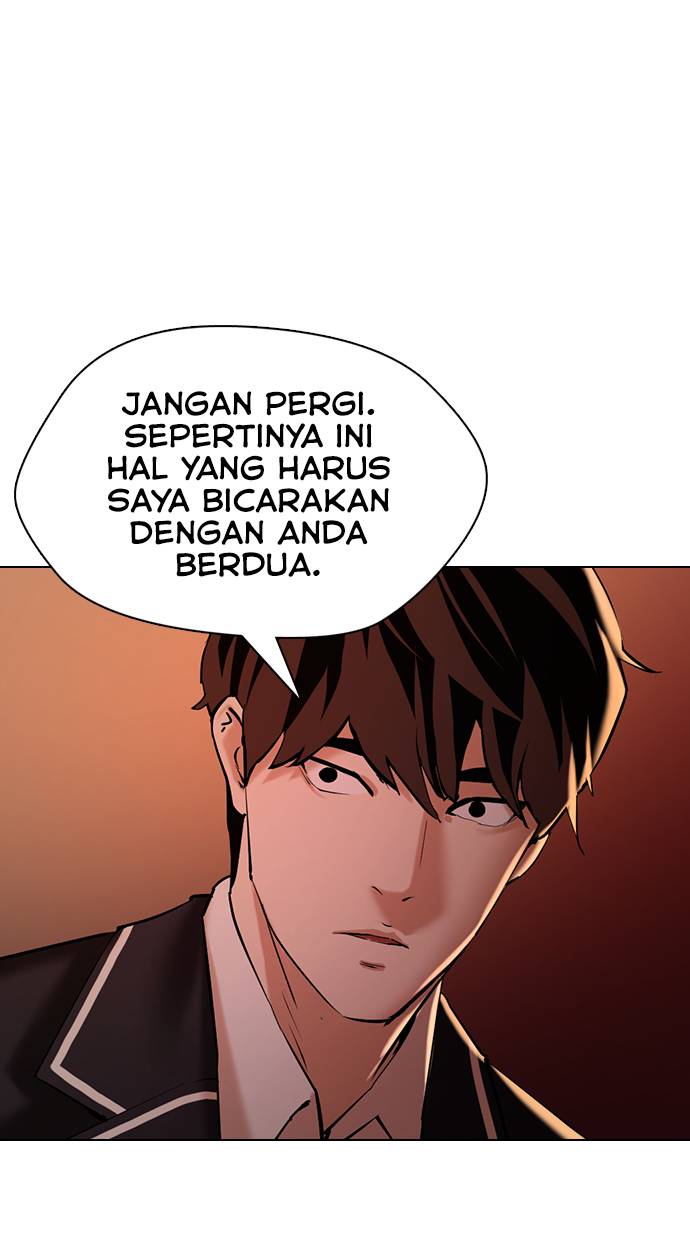 JANGAN PERGI.
SEPERTINYA INI
HAL YANG HARUS
SAYA BICARAKAN
DENGAN ANDA
BERDUA.